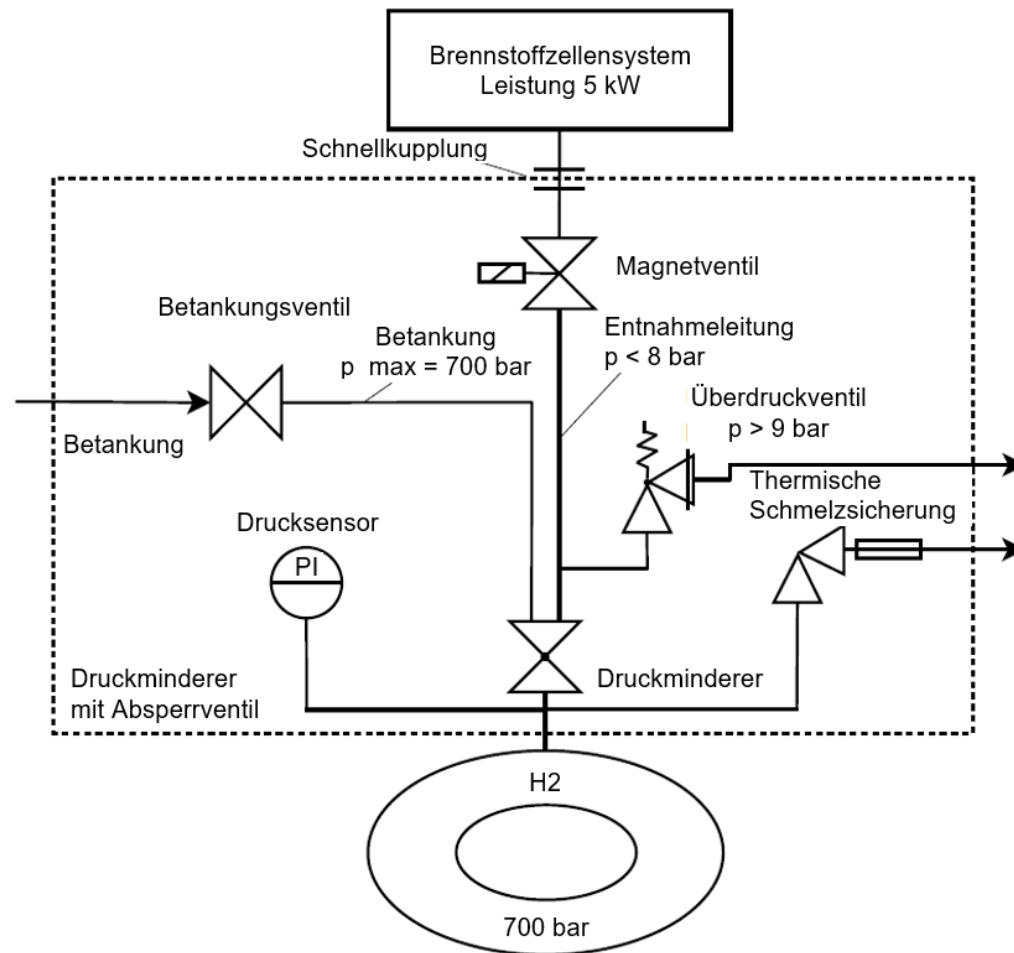 Brennstoffzellensystem
Leistung 5 kW
Schnellkupplung
Magnetventil
Betankungsventil
Betankung
p max = 700 bar
Entnahmeleitung
p < 8 bar
Überdruckventil
p > 9 bar
Betankung
Thermische
Schmelzsicherung
Drucksensor
PI
Druckminderer
mit Absperrventil
Druckminderer
H2
700 bar